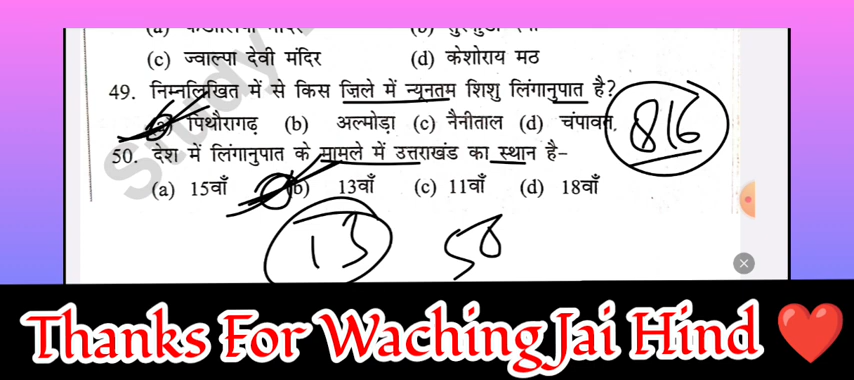 (c) ज्वाल्पा देवी मंदिर (d) केशोराय मठ
49. निम्नलिखित में से किस ज़िले में न्यूनतम शिशु लिंगानुपात है?
(a) पिथौरागढ़ (b) अल्मोड़ा (c) नैनीताल (d) चंपावत
816
50. देश में लिंगानुपात के मामले में उत्तराखंड का स्थान है–
(a) 15वाँ (b) 13वाँ (c) 11वाँ (d) 18वाँ
13 50
Thanks For Waching Jai Hind ❤️